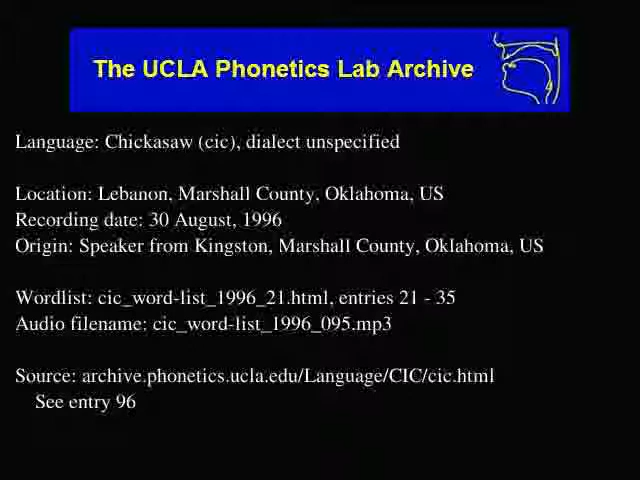 The UCLA Phonetics Lab Archive
Language: Chickasaw (cic), dialect unspecified
Location: Lebanon, Marshall County, Oklahoma, US
Recording date: 30 August, 1996
Origin: Speaker from Kingston, Marshall County, Oklahoma, US
Wordlist: cic_word-list_1996_21.html, entries 21 - 35
Audio filename: cic_word-list_1996_095.mp3
Source: archive.phonetics.ucla.edu/Language/CIC/cic.html
See entry 96